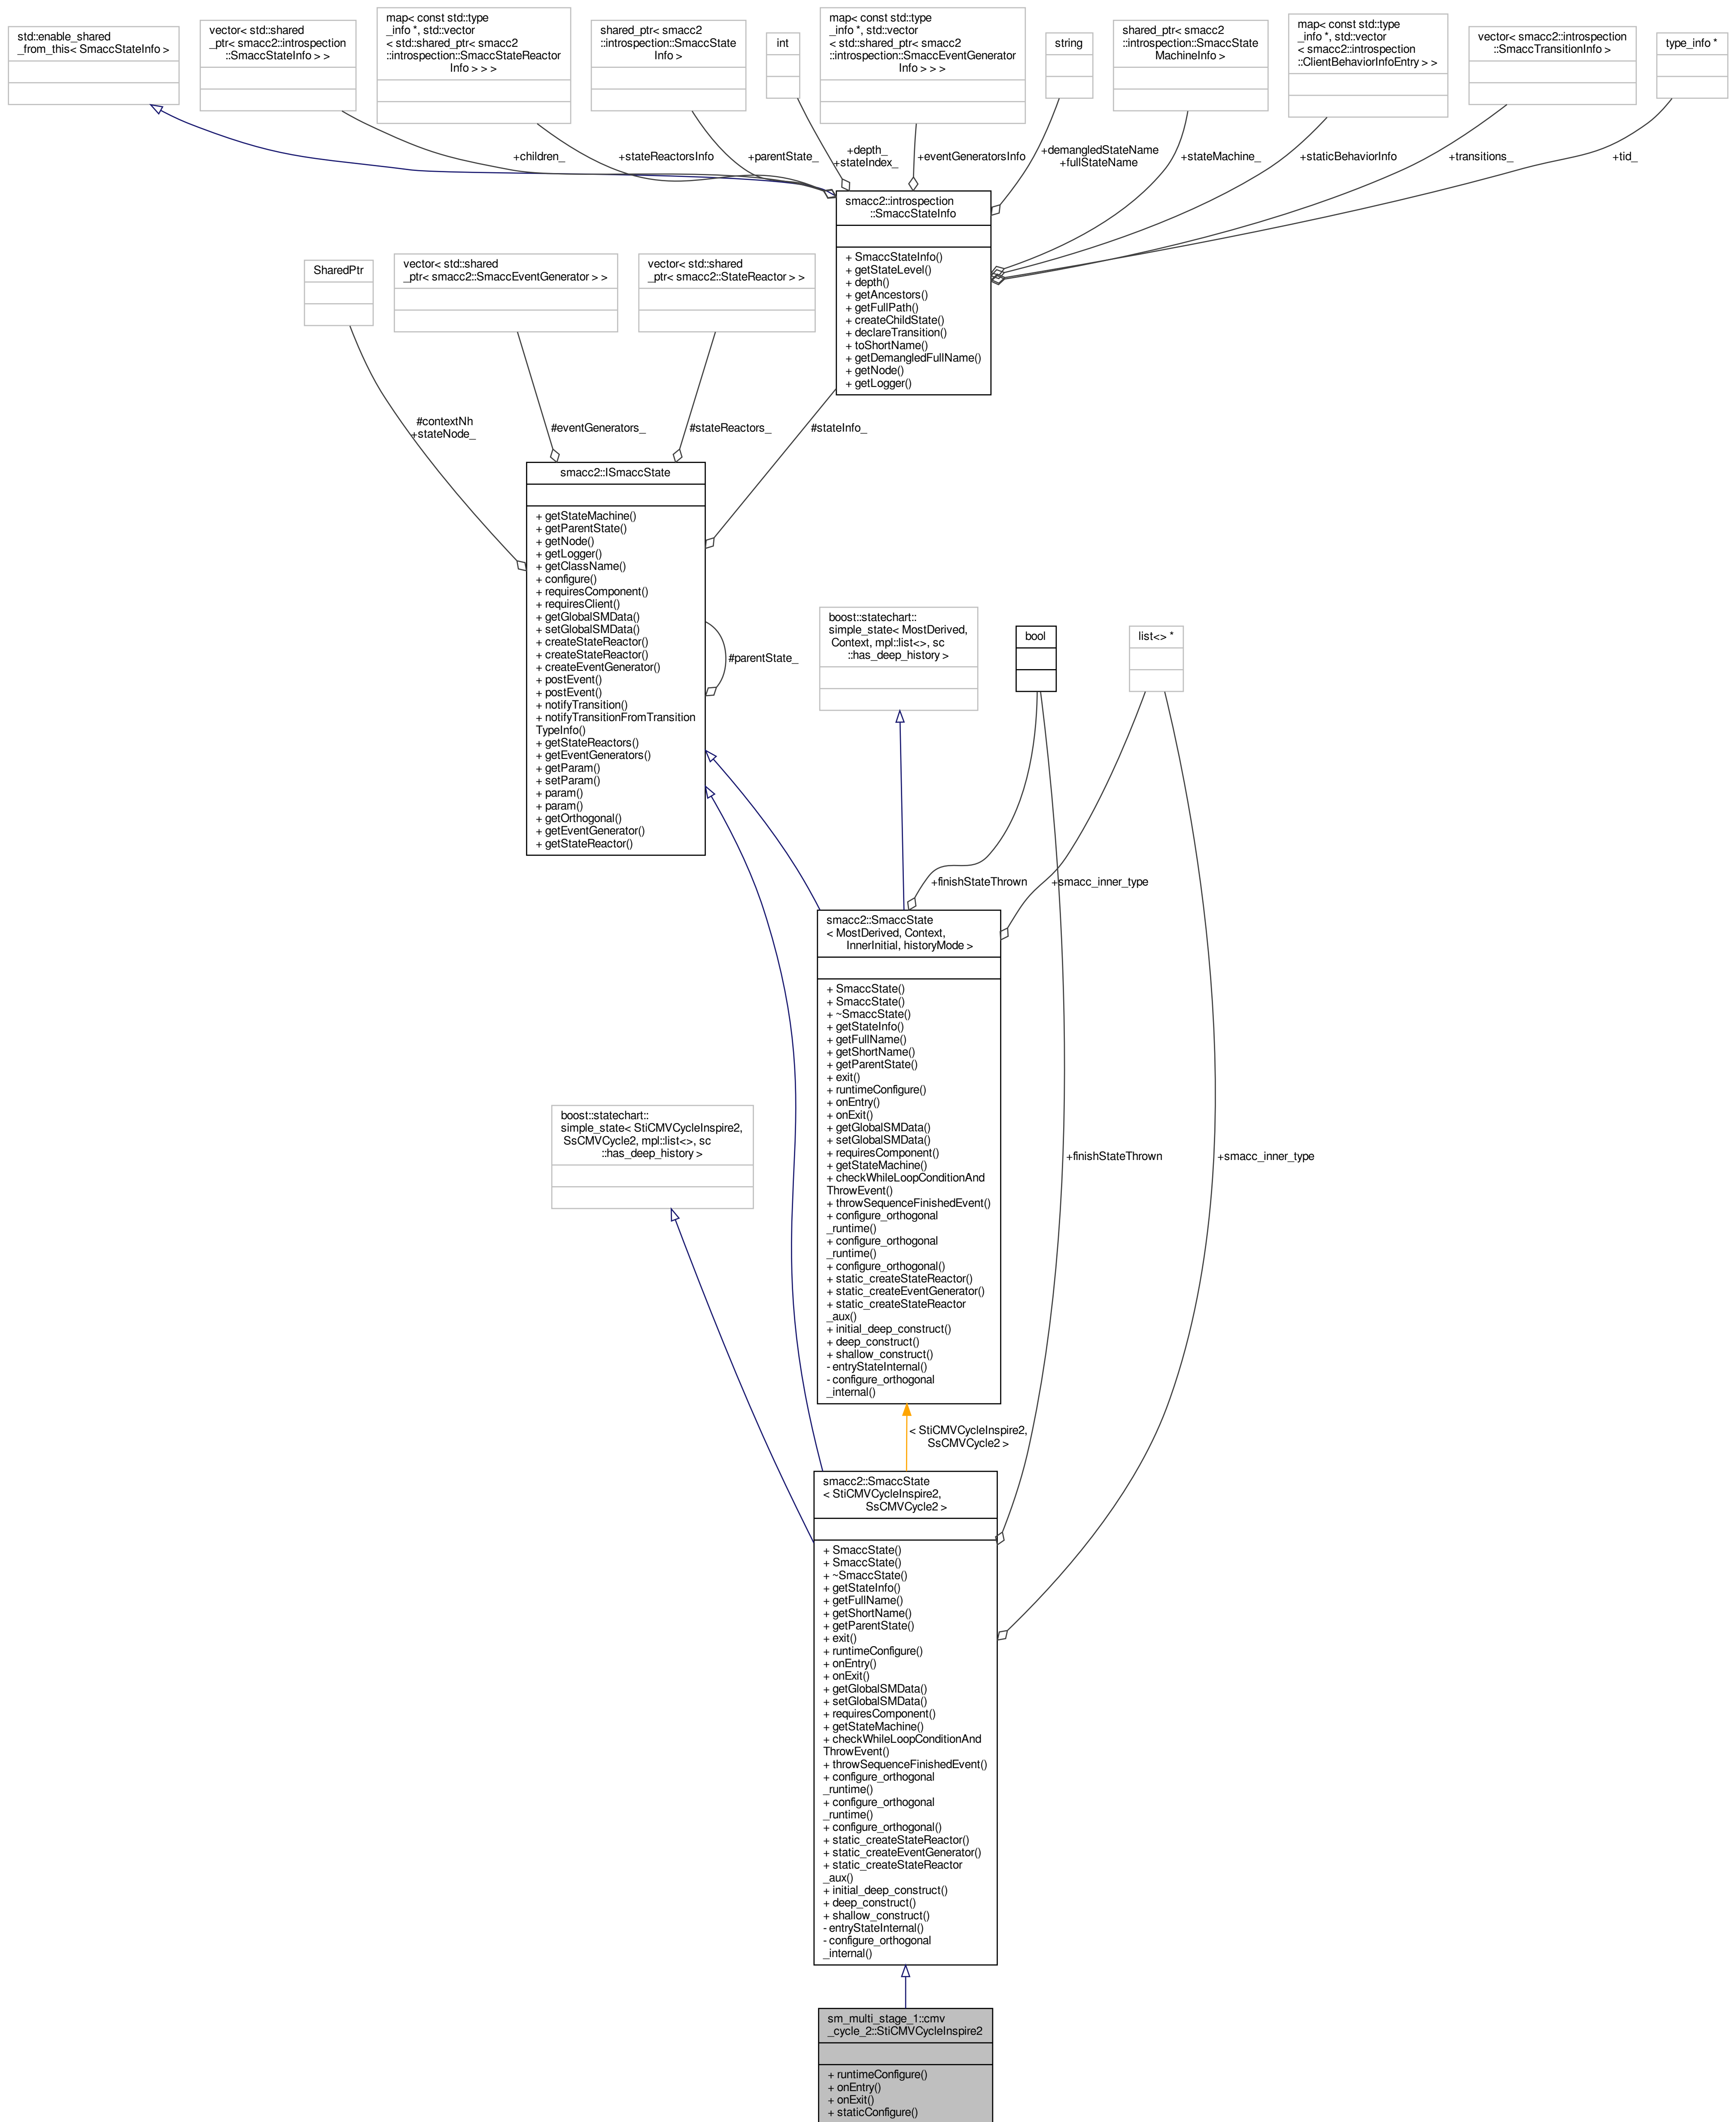 std::enable_shared
_from_this< SmaccStateInfo >
vector< std::shared
_ptr< smacc2::introspection
::SmaccStateInfo > >
map< const std::type
_info *, std::vector
< std::shared_ptr< smacc2
::introspection::SmaccStateReactor
Info > > >
shared_ptr< smacc2
::introspection::SmaccState
Info >
int
map< const std::type
_info *, std::vector
< std::shared_ptr< smacc2
::introspection::SmaccEventGenerator
Info > > >
string
shared_ptr< smacc2
::introspection::SmaccState
MachineInfo >
map< const std::type
_info *, std::vector
< smacc2::introspection
::ClientBehaviorInfoEntry > >
vector< smacc2::introspection
::SmaccTransitionInfo >
type_info *
+children_
+stateReactorsInfo
+parentState_
+depth_
+stateIndex_
+eventGeneratorsInfo
+demangledStateName
+fullStateName
+stateMachine_
+staticBehaviorInfo
+transitions_
+tid_
smacc2::introspection
::SmaccStateInfo
+ SmaccStateInfo()
+ getStateLevel()
+ depth()
+ getAncestors()
+ getFullPath()
+ createChildState()
+ declareTransition()
+ toShortName()
+ getDemangledFullName()
+ getNode()
+ getLogger()
SharedPtr
vector< std::shared
_ptr< smacc2::SmaccEventGenerator > >
vector< std::shared
_ptr< smacc2::StateReactor > >
#contextNh
+stateNode_
#eventGenerators_
#stateReactors_
#stateInfo_
smacc2::ISmaccState
+ getStateMachine()
+ getParentState()
+ getNode()
+ getLogger()
+ getClassName()
+ configure()
+ requiresComponent()
+ requiresClient()
+ getGlobalSMData()
+ setGlobalSMData()
+ createStateReactor()
+ createStateReactor()
+ createEventGenerator()
+ postEvent()
+ postEvent()
+ notifyTransition()
+ notifyTransitionFromTransition
TypeInfo()
+ getStateReactors()
+ getEventGenerators()
+ getParam()
+ setParam()
+ param()
+ param()
+ getOrthogonal()
+ getEventGenerator()
+ getStateReactor()
#parentState_
boost::statechart::
simple_state< MostDerived,
Context, mpl::list<>, sc
::has_deep_history >
bool
list<> *
+finishStateThrown
+smacc_inner_type
smacc2::SmaccState
< MostDerived, Context,
InnerInitial, historyMode >
+ SmaccState()
+ SmaccState()
+ ~SmaccState()
+ getStateInfo()
+ getFullName()
+ getShortName()
+ getParentState()
+ exit()
+ runtimeConfigure()
+ onEntry()
+ onExit()
+ getGlobalSMData()
+ setGlobalSMData()
+ requiresComponent()
+ getStateMachine()
+ checkWhileLoopConditionAnd
ThrowEvent()
+ throwSequenceFinishedEvent()
+ configure_orthogonal
_runtime()
+ configure_orthogonal
_runtime()
+ configure_orthogonal()
+ static_createStateReactor()
+ static_createEventGenerator()
+ static_createStateReactor
_aux()
+ initial_deep_construct()
+ deep_construct()
+ shallow_construct()
- entryStateInternal()
- configure_orthogonal
_internal()
boost::statechart::
simple_state< StiCMVCycleInspire2,
SsCMVCycle2, mpl::list<>, sc
::has_deep_history >
+finishStateThrown
+smacc_inner_type
< StiCMVCycleInspire2,
SsCMVCycle2 >
smacc2::SmaccState
< StiCMVCycleInspire2,
SsCMVCycle2 >
+ SmaccState()
+ SmaccState()
+ ~SmaccState()
+ getStateInfo()
+ getFullName()
+ getShortName()
+ getParentState()
+ exit()
+ runtimeConfigure()
+ onEntry()
+ onExit()
+ getGlobalSMData()
+ setGlobalSMData()
+ requiresComponent()
+ getStateMachine()
+ checkWhileLoopConditionAnd
ThrowEvent()
+ throwSequenceFinishedEvent()
+ configure_orthogonal
_runtime()
+ configure_orthogonal
_runtime()
+ configure_orthogonal()
+ static_createStateReactor()
+ static_createEventGenerator()
+ static_createStateReactor
_aux()
+ initial_deep_construct()
+ deep_construct()
+ shallow_construct()
- entryStateInternal()
- configure_orthogonal
_internal()
sm_multi_stage_1::cmv
_cycle_2::StiCMVCycleInspire2
+ runtimeConfigure()
+ onEntry()
+ onExit()
+ staticConfigure()